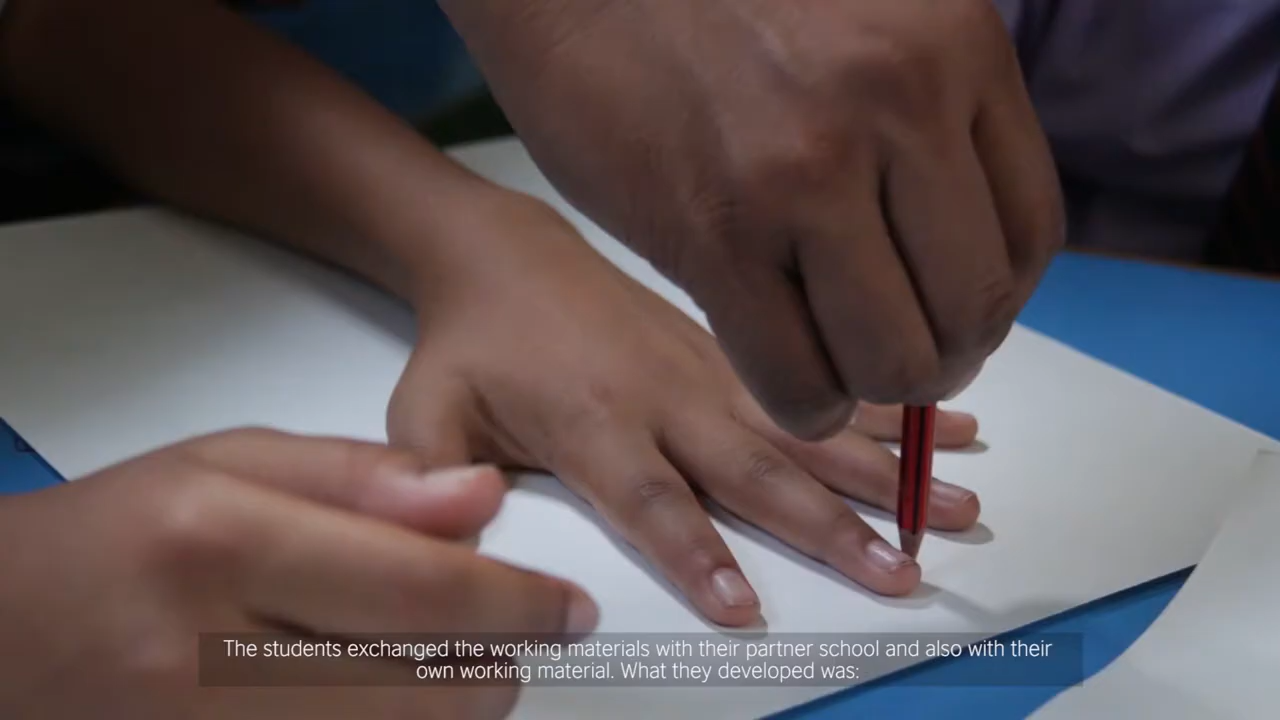 The students exchanged the working materials with their partner school and also with their
own working material. What they developed was: